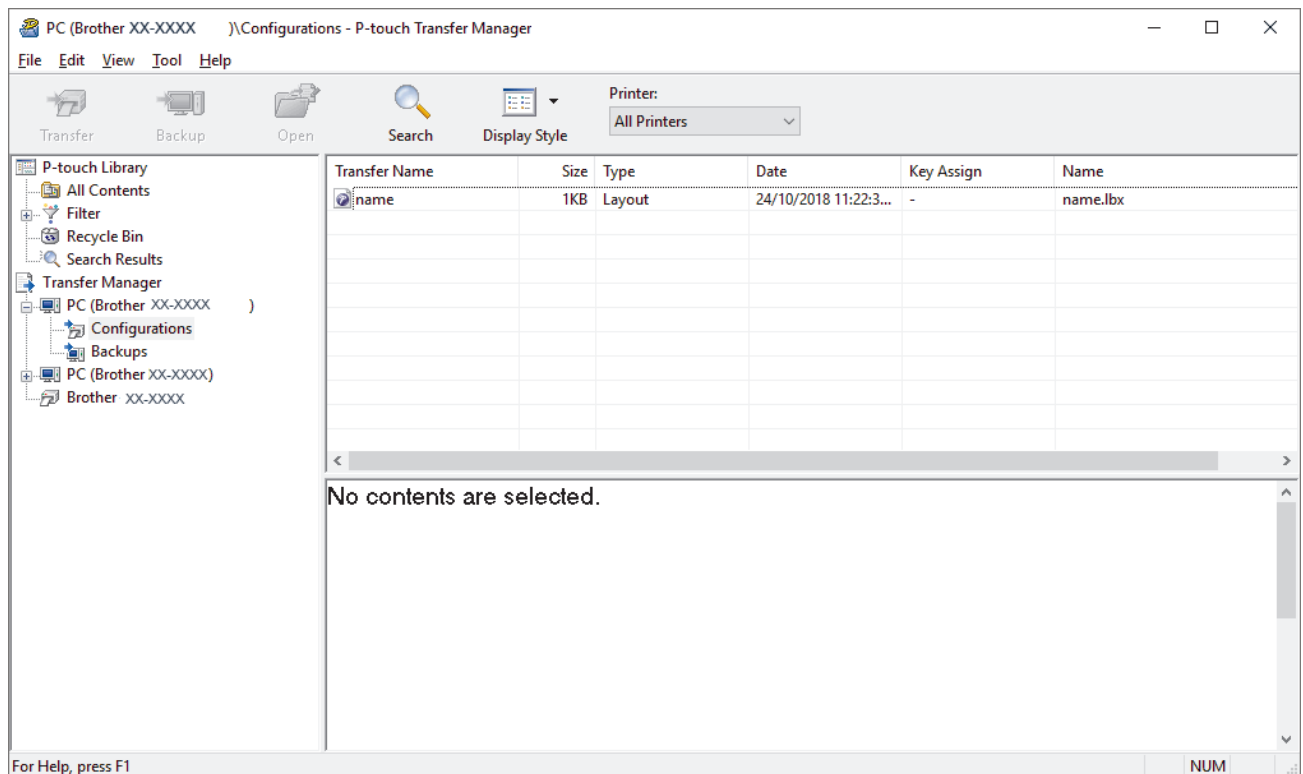 PC (Brother XX-XXXX )\Configurations - P-touch Transfer Manager
File Edit View Tool Help
Transfer Backup Open Search Display Style
Printer:
All Printers
P-touch Library
All Contents
Filter
Recycle Bin
Search Results
Transfer Manager
PC (Brother XX-XXXX )
Configurations
Backups
PC (Brother XX-XXXX)
Brother XX-XXXX
Transfer Name Size Type Date Key Assign Name
name 1KB Layout 24/10/2018 11:22:3... - name.lbx
No contents are selected.
For Help, press F1 NUM